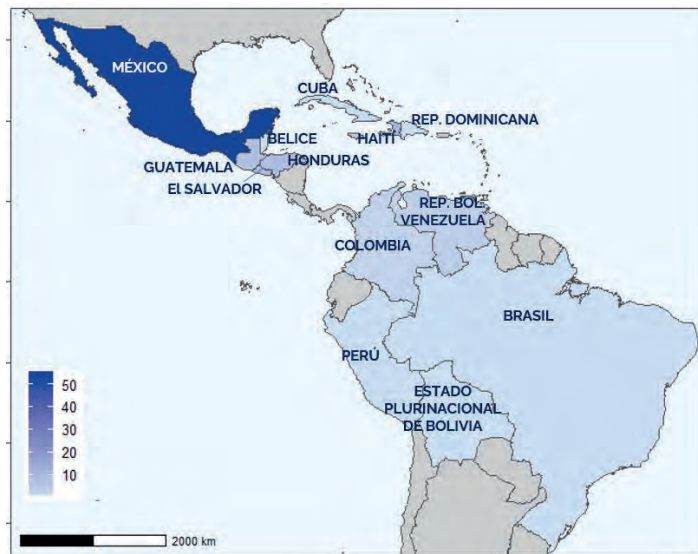 MÉXICO
CUBA
REP. DOMINICANA
BELICE
HAITÍ
GUATEMALA
HONDURAS
El SALVADOR
REP. BOL.
VENEZUELA
COLOMBIA
BRASIL
PERÚ
ESTADO
PLURINACIONAL
DE BOLIVIA
50
40
30
20
10
2000 km